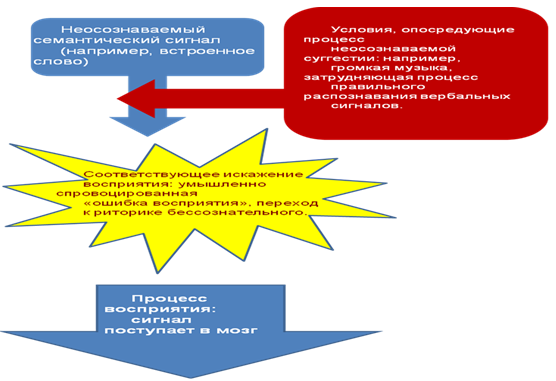 Неосознаваемый
семантический сигнал
(например, встроенное
слово)
Условия, опосредующие
процесс
неосознаваемой
суггестии: например,
громкая музыка,
затрудняющая процесс
правильного
распознавания вербальных
сигналов.
Соответствующее искажение
восприятия: умышленно
спровоцированная
«ошибка восприятия», переход
к риторике бессознательного.
Процесс
восприятия:
сигнал
поступает в мозг